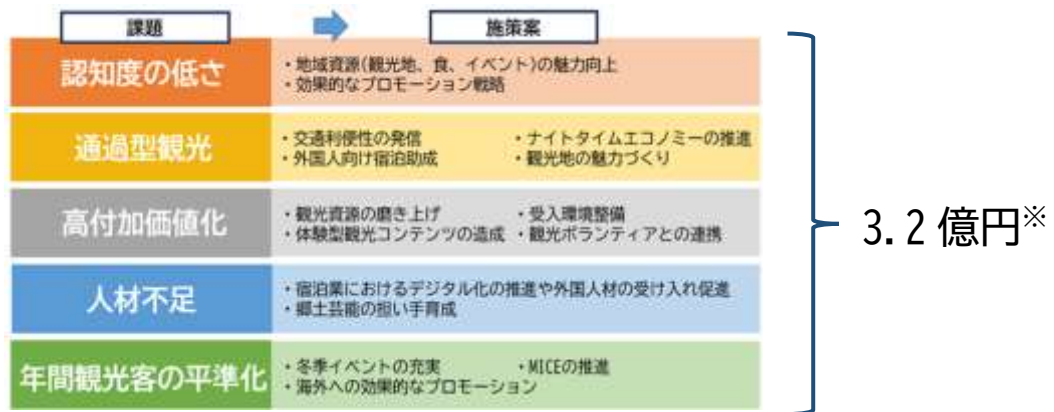 課題
施策案
認知度の低さ
・地域資源(観光地、食、イベント)の魅力向上
・効果的なプロモーション戦略
通過型観光
・交通利便性の発信 ・ナイトタイムエコノミーの推進
・外国人向け宿泊助成 ・観光地の魅力づくり
高付加価値化
・観光資源の磨き上げ ・受入環境整備
・体験型観光コンテンツの造成 ・観光ボランティアとの連携
人材不足
・宿泊業におけるデジタル化の推進や外国人材の受け入れ促進
・郷土芸能の担い手育成
年間観光客の平準化
・冬季イベントの充実 ・MICEの推進
・海外への効果的なプロモーション
3.2億円※